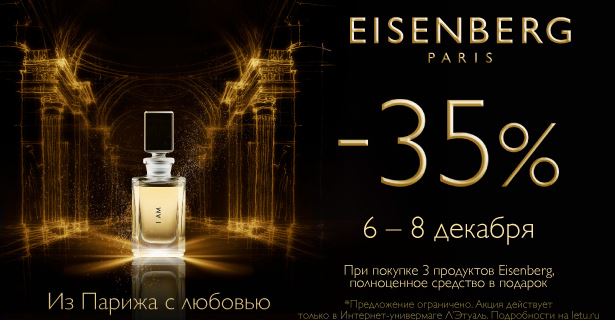 EISENBERG
PARIS
-35%
6 – 8 декабря
При покупке 3 продуктов Eisenberg,
полноценное средство в подарок
*Предложение ограничено. Акция действует
только в Интернет-универмаге Л'Этуаль. Подробности на letu.ru
I AM
Из Парижа с любовью